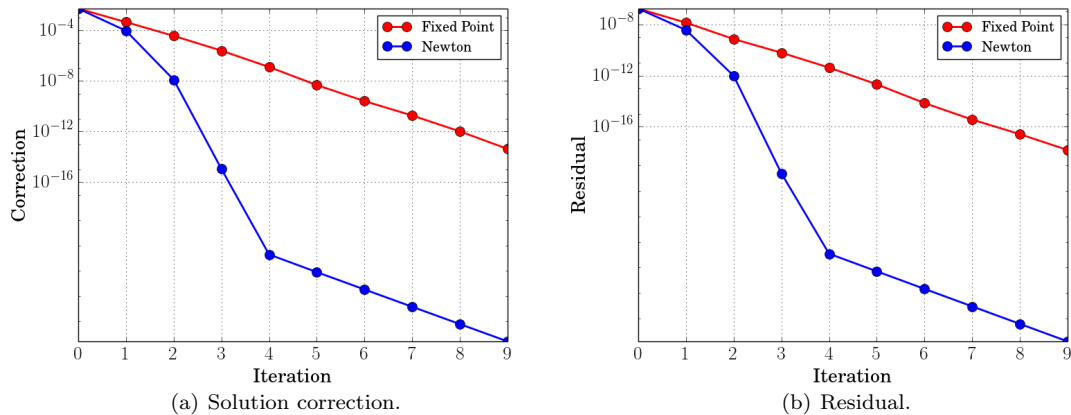 10^{-4}
10^{-8}
10^{-12}
10^{-16}
Correction
Fixed Point
Newton
0 1 2 3 4 5 6 7 8 9
Iteration
(a) Solution correction.
10^{-8}
10^{-12}
10^{-16}
Residual
Fixed Point
Newton
0 1 2 3 4 5 6 7 8 9
Iteration
(b) Residual.